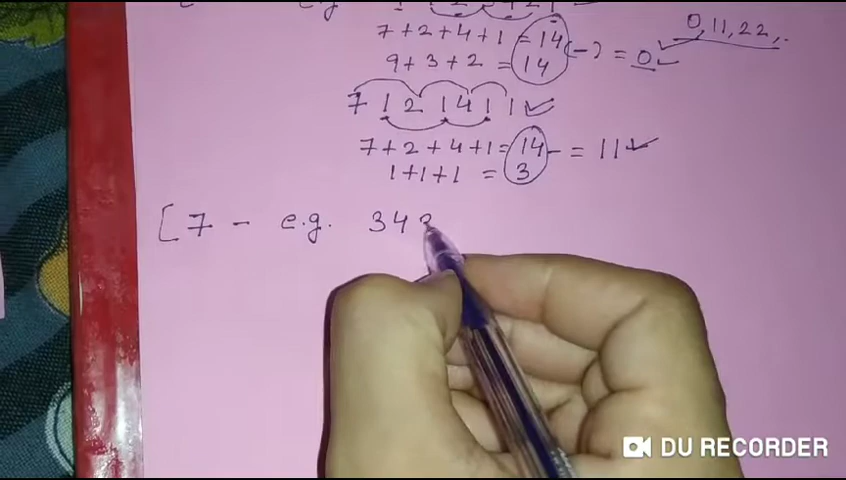 e.g
7+2+4+1 = 14
(-) = 0
0, 11, 22, .
9+3+2 = 14
7 1 2 1 4 1 1
7+2+4+1 = 14 - = 11
1+1+1 = 3
[7 - e.g. 343
DU RECORDER